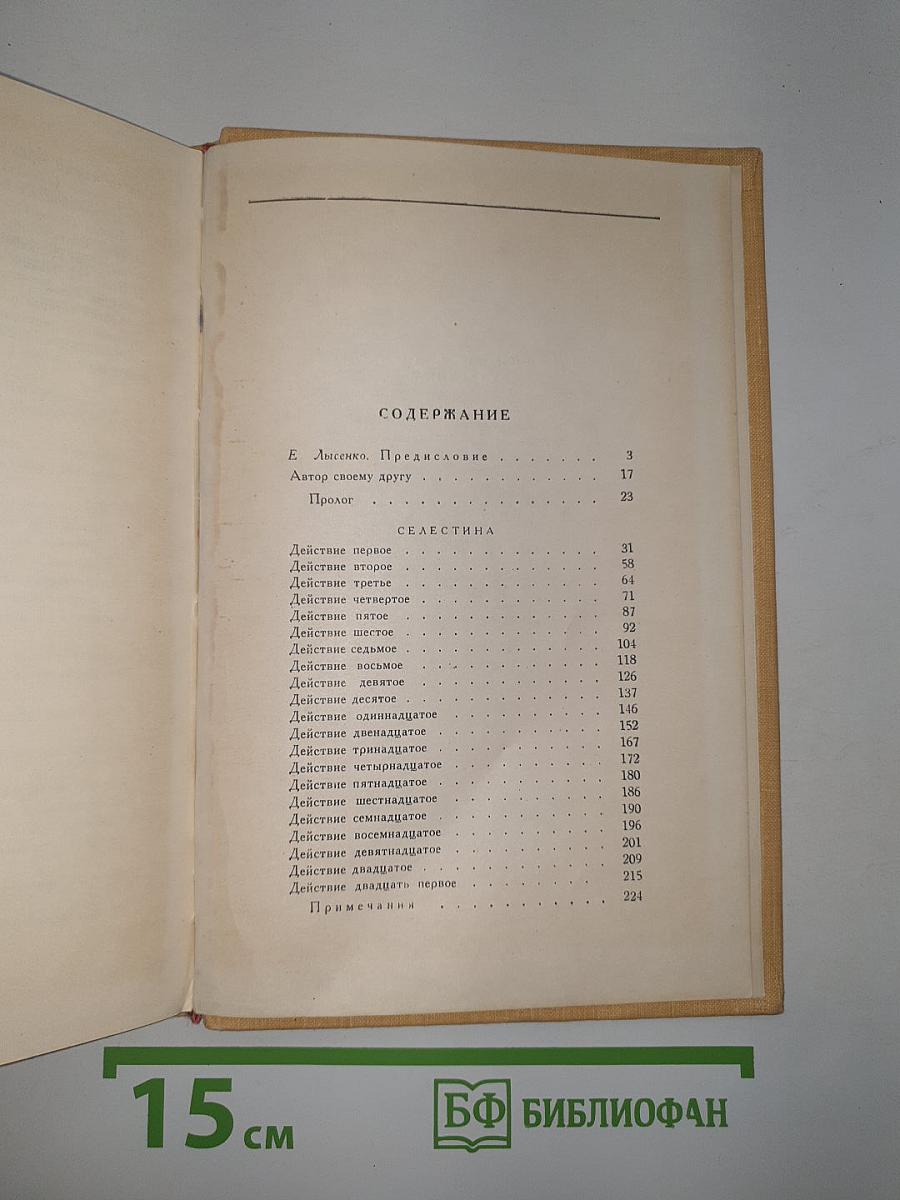 СОДЕРЖАНИЕ
Е Лысенко. Предисловие . . . . . . . 3
Автор своему другу . . . . . . . . . . . . 17
Пролог . . . . . . . . . . . . . . . 23
СЕЛЕСТИНА
Действие первое . . . . . . . . . . . . . 31
Действие второе . . . . . . . . . . . . . 58
Действие третье . . . . . . . . . . . . . 64
Действие четвертое . . . . . . . . . . . . 71
Действие пятое . . . . . . . . . . . . . 87
Действие шестое . . . . . . . . . . . . . 92
Действие седьмое . . . . . . . . . . . . . 104
Действие восьмое . . . . . . . . . . . . 118
Действие девятое . . . . . . . . . . . . 126
Действие десятое . . . . . . . . . . . . . 137
Действие одиннадцатое . . . . . . . . . . 146
Действие двенадцатое . . . . . . . . . . . 152
Действие тринадцатое . . . . . . . . . . . 167
Действие четырнадцатое . . . . . . . . . . 172
Действие пятнадцатое . . . . . . . . . . . 180
Действие шестнадцатое . . . . . . . . . . 186
Действие семнадцатое . . . . . . . . . . . 190
Действие восемнадцатое . . . . . . . . . . 196
Действие девятнадцатое . . . . . . . . . . 201
Действие двадцатое . . . . . . . . . . . . 209
Действие двадцать первое . . . . . . . . 215
Примечания . . . . . . . . . . . 224
15 см
БФ БИБЛИОФАН